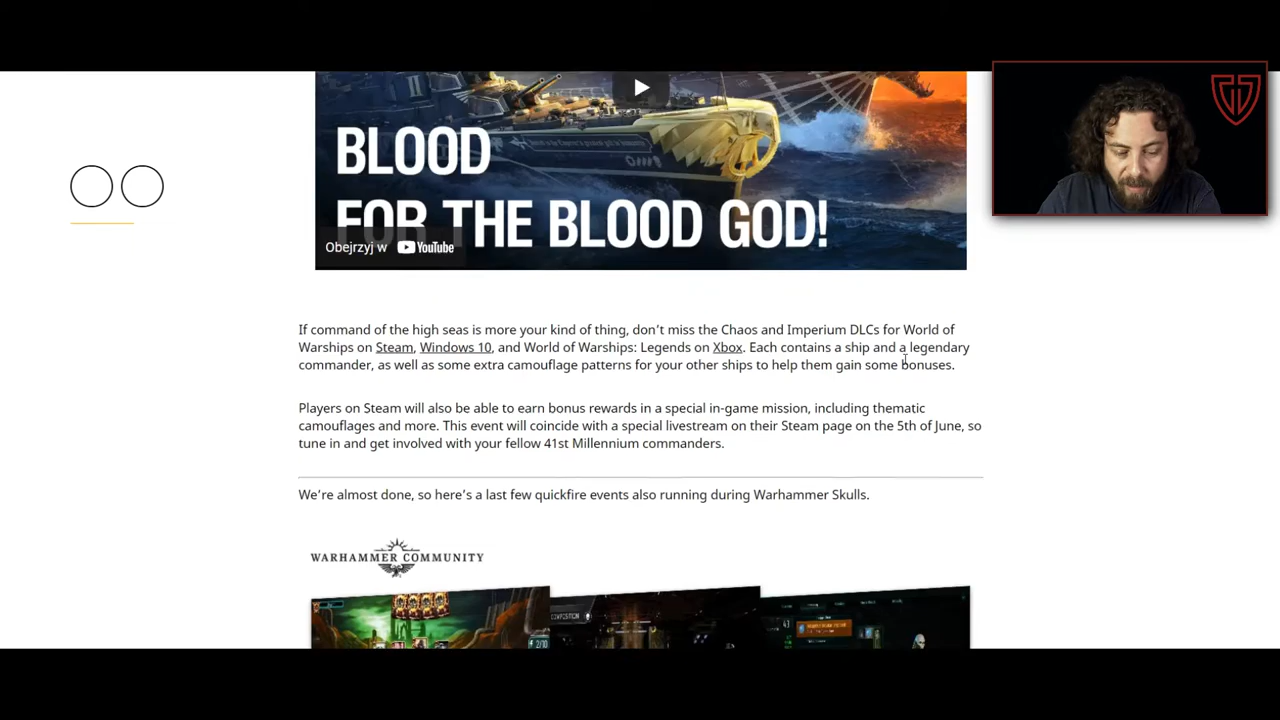 II
BLOOD
FOR THE BLOOD GOD!
Obejrzyj w YouTube
If command of the high seas is more your kind of thing, don't miss the Chaos and Imperium DLCs for World of
Warships on Steam, Windows 10, and World of Warships: Legends on Xbox. Each contains a ship and a legendary
commander, as well as some extra camouflage patterns for your other ships to help them gain some bonuses.
Players on Steam will also be able to earn bonus rewards in a special in-game mission, including thematic
camouflages and more. This event will coincide with a special livestream on their Steam page on the 5th of June, so
tune in and get involved with your fellow 41st Millennium commanders.
We're almost done, so here's a last few quickfire events also running during Warhammer Skulls.
WARHAMMER COMMUNITY
2/10